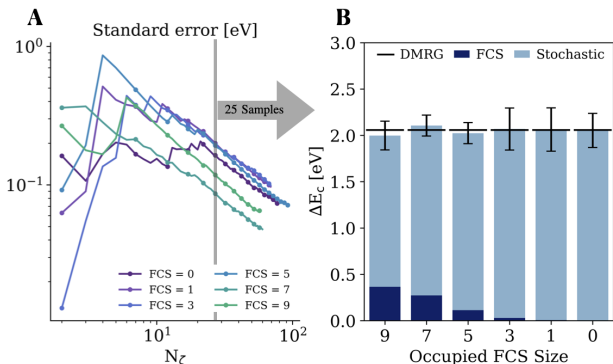 A
Standard error [eV]
10⁰
10⁻¹
25 Samples
FCS = 0
FCS = 1
FCS = 3
FCS = 5
FCS = 7
FCS = 9
10¹
10²
N_ζ
B
DMRG
FCS
Stochastic
3.0
2.5
2.0
1.5
1.0
0.5
0.0
ΔE_c [eV]
9 7 5 3 1 0
Occupied FCS Size